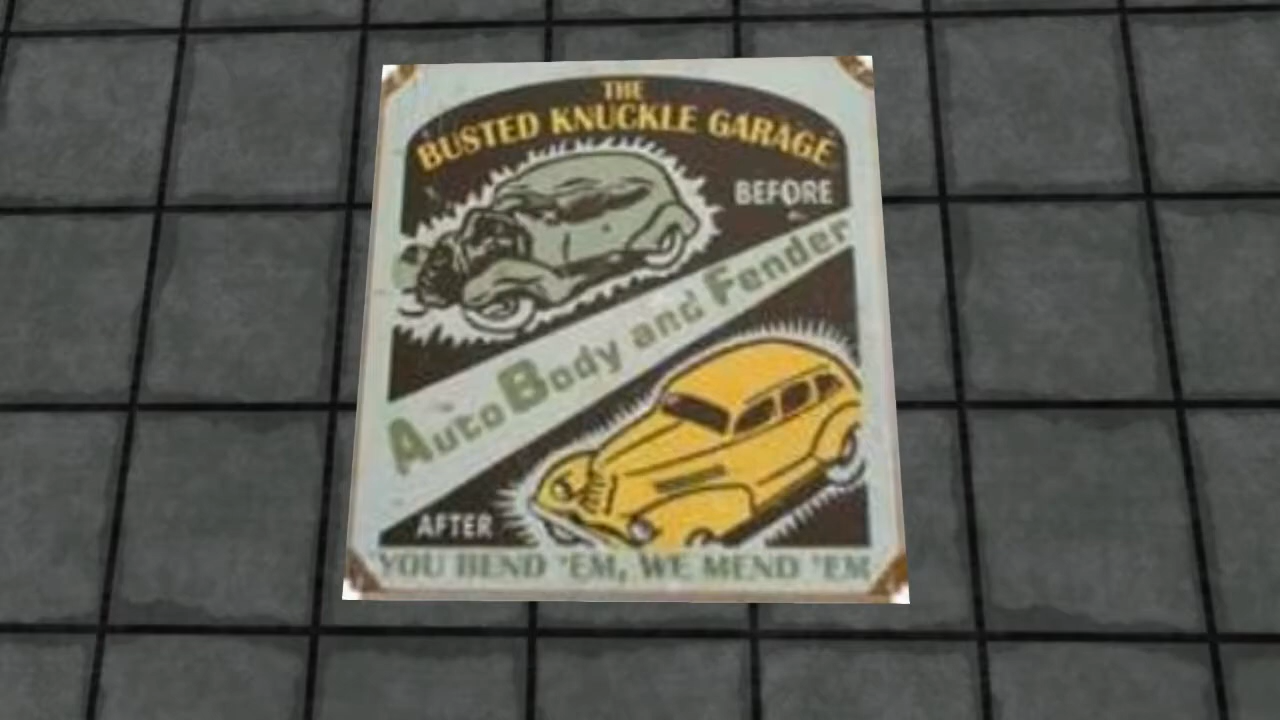 THE
BUSTED KNUCKLE GARAGE
BEFORE
Auto Body and Fender
AFTER
YOU BEND 'EM, WE MEND 'EM